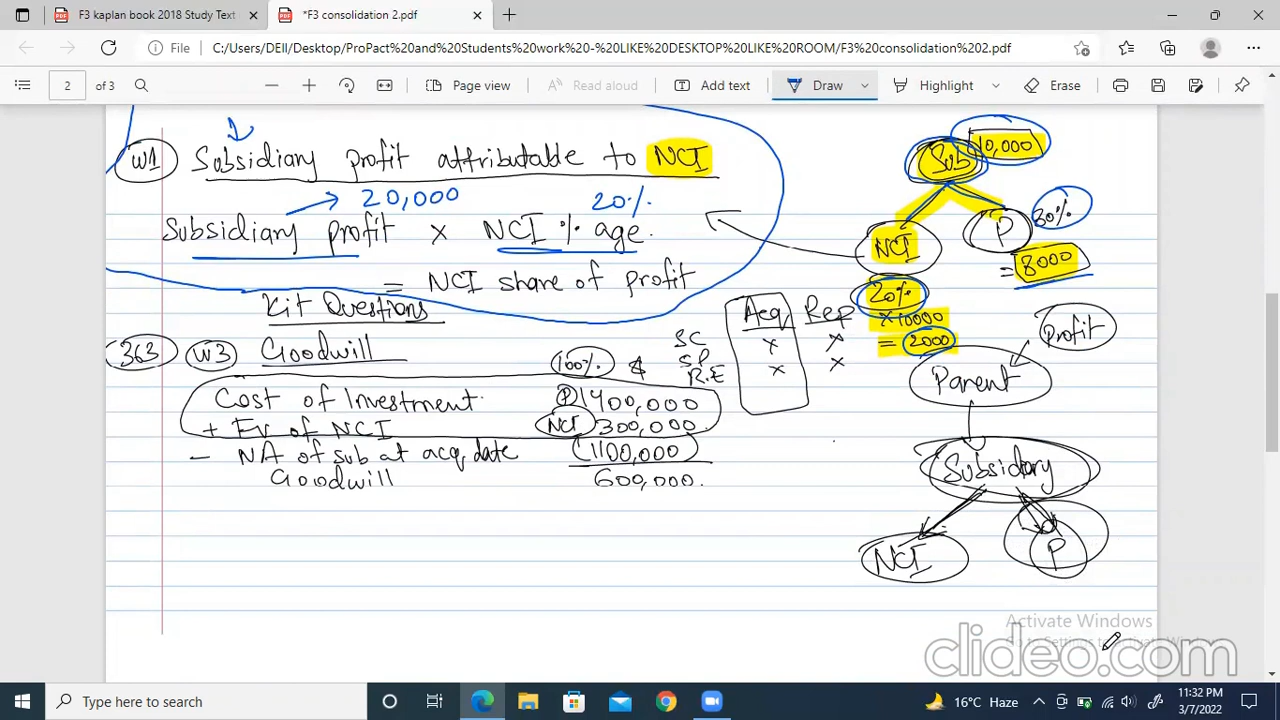 F3 kaplan book 2018 Study Text
*F3 consolidation 2.pdf
File
C:/Users/DEll/Desktop/ProPact%20and%20Students%20work%20-%20LIKE%20DESKTOP%20LIKE%20ROOM/F3%20consolidation%202.pdf
2 of 3
Page view
Read aloud
Add text
Draw
Highlight
Erase
W1 Subsidiary profit attributable to NCI
20,000 20%
Subsidiary profit x NCI % age.
= NCI share of profit
Sub 10,000
NCI P 80%
= 8000
20%
x 10000
= 2000
Kit Questions
363 W3 Goodwill
100%
Acq Rep
SC x x
SP
R.E x x
Cost of Investment (P) 1400,000
+ FV of NCI NCI 300,000
- NA of sub at acq date (1100,000)
Goodwill 600,000.
Profit
Parent
Subsidiary
NCI P
Activate Windows
clideo.com
Type here to search
16°C Haze
11:32 PM
3/7/2022